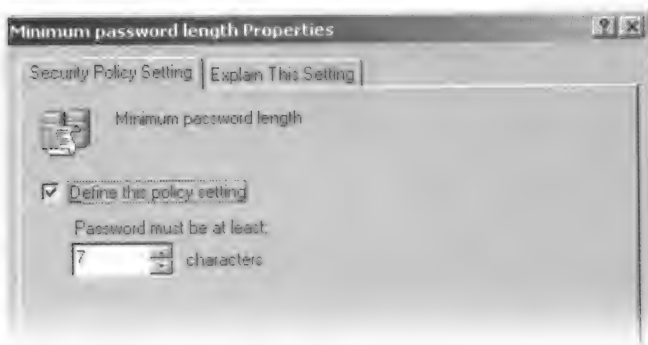 Minimum password length Properties
Security Policy Setting
Explain This Setting
Minimum password length
Define this policy setting
Password must be at least:
7 characters